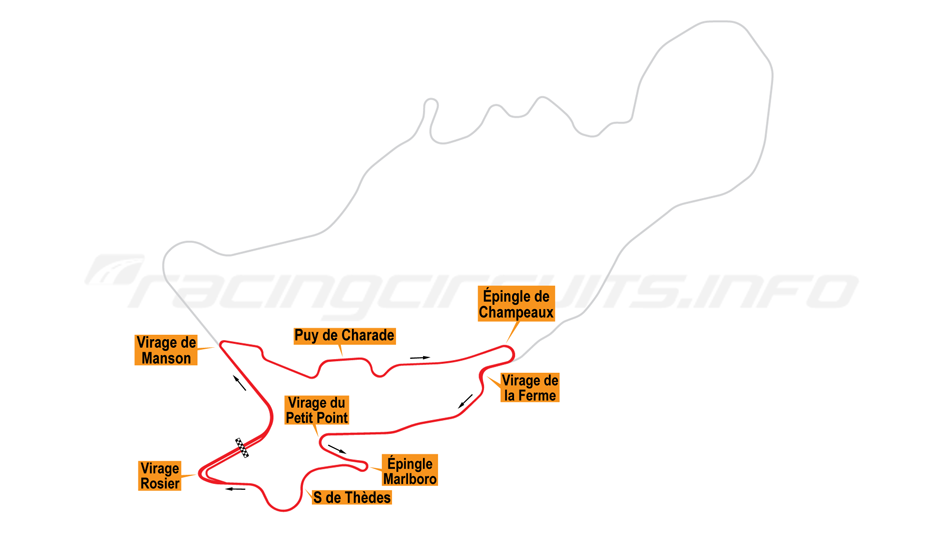 racingcircuits.info
Épingle de
Champeaux
Puy de Charade
Virage de
Manson
Virage de
la Ferme
Virage du
Petit Point
Épingle
Marlboro
Virage
Rosier
S de Thèdes